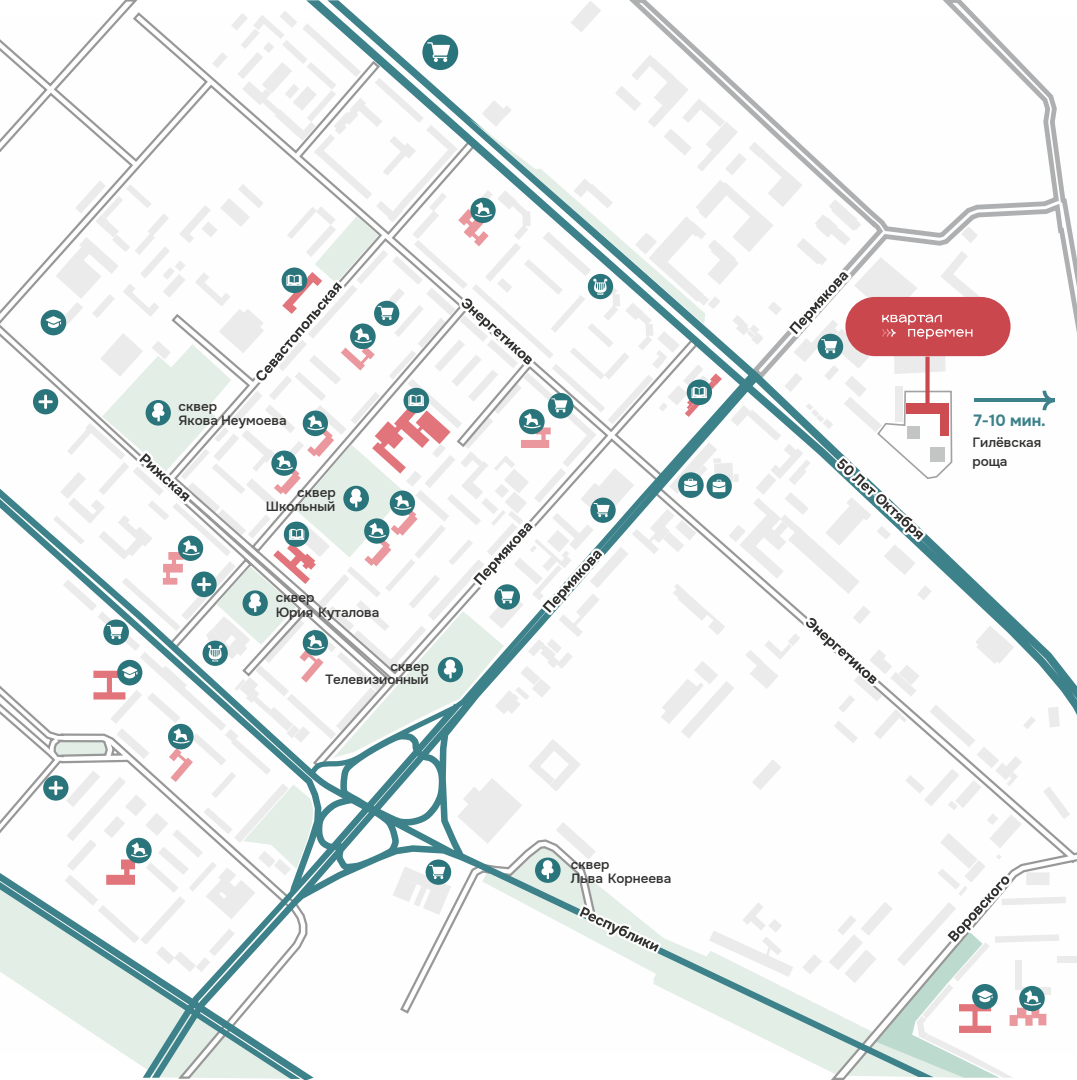 Пермякова
квартал
перемен
7-10 мин.
Гилёвская
роща
Севастопольская
Энергетиков
сквер
Якова Неумоева
Рижская
50 Лет Октября
сквер
Школьный
Пермякова
Пермякова
сквер
Юрия Куталова
Энергетиков
сквер
Телевизионный
сквер
Льва Корнеева
Республики
Воровского